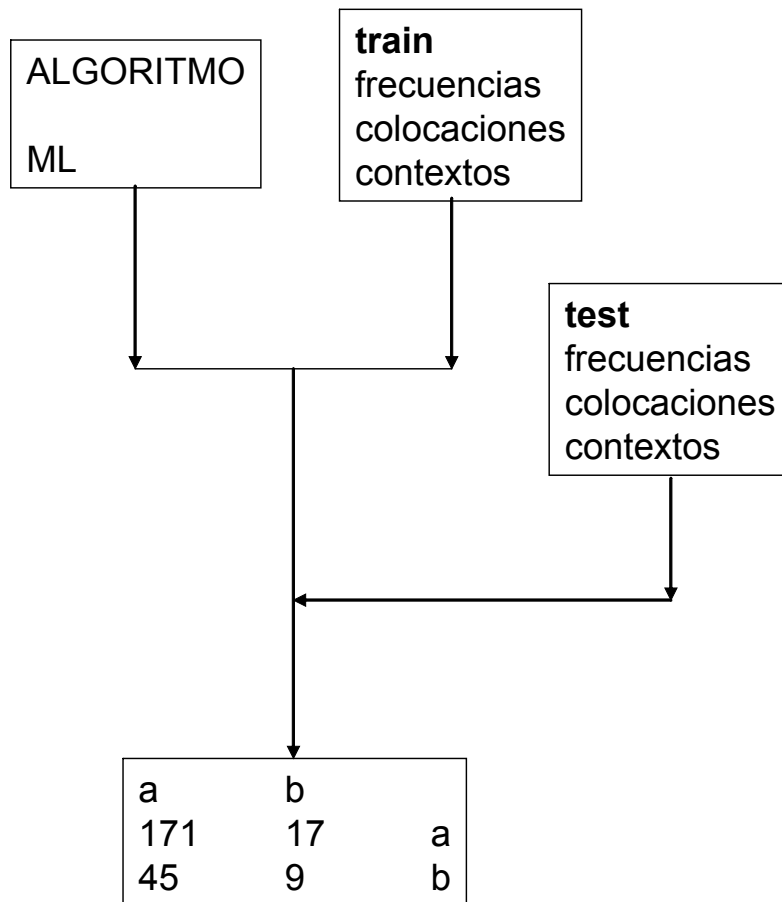 ALGORITMO
ML
train
frecuencias
colocaciones
contextos
test
frecuencias
colocaciones
contextos
a b
171 17 a
45 9 b